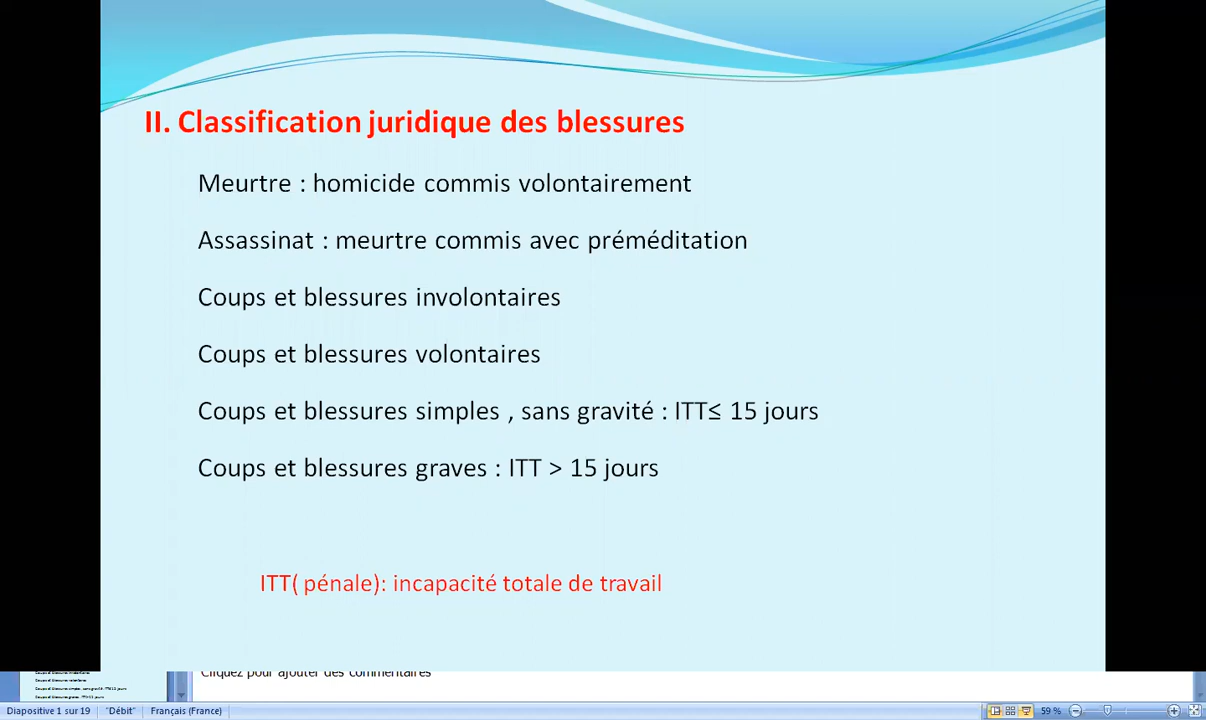 II. Classification juridique des blessures
Meurtre : homicide commis volontairement
Assassinat : meurtre commis avec préméditation
Coups et blessures involontaires
Coups et blessures volontaires
Coups et blessures simples , sans gravité : ITT≤ 15 jours
Coups et blessures graves : ITT > 15 jours
ITT( pénale): incapacité totale de travail
Cliquez pour ajouter des commentaires
Diapositive 1 sur 19 "Débit" Français (France) 59 %